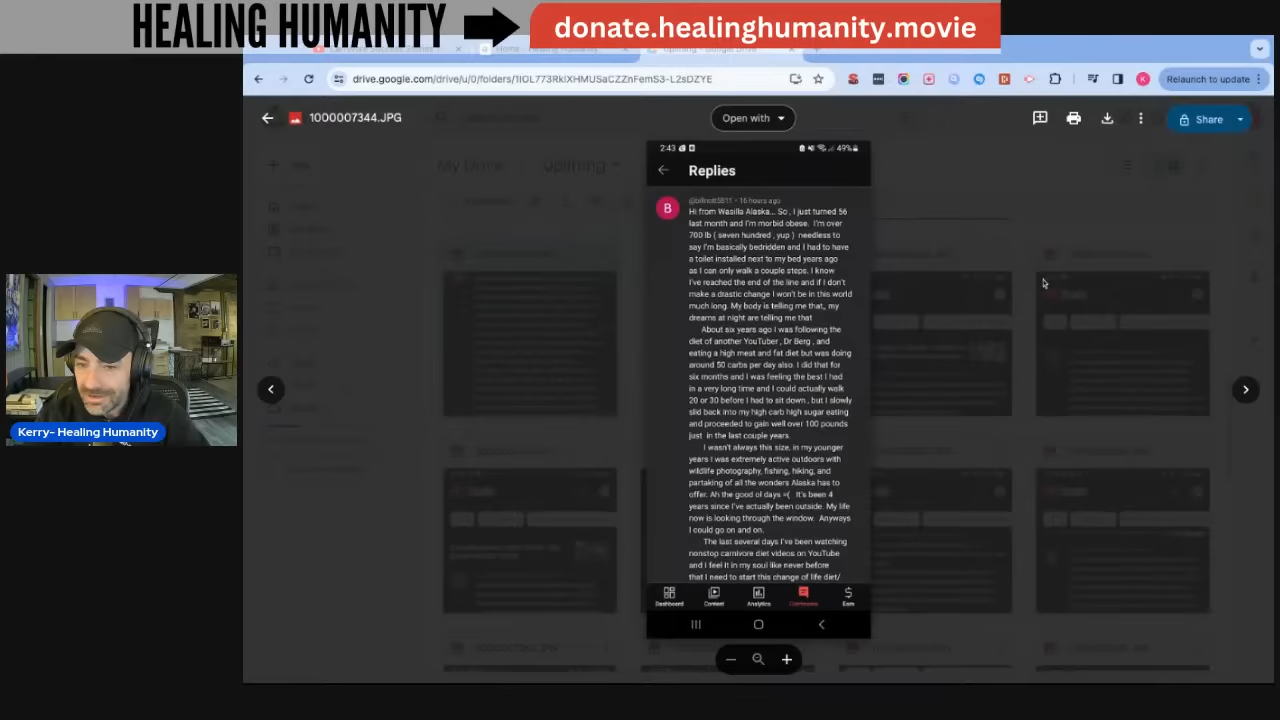 HEALING HUMANITY
donate.healinghumanity.movie
drive.google.com/drive/u/0/folders/
Relaunch to update
1000007344.JPG
Open with
Share
My Drive
Uplifting
2:43
49%
Replies
B
16 hours ago
Hi from Wasilla Alaska... So , I just turned 56
last month and I'm morbid obese. I'm over
700 lb ( seven hundred , yup ) needless to
say I'm basically bedridden and I had to have
a toilet installed next to my bed years ago
as I can only walk a couple steps. I know
I've reached the end of the line and if I don't
make a drastic change I won't be in this world
much long. My body is telling me that,, my
dreams at night are telling me that
About six years ago I was following the
diet of another YouTuber , Dr Berg , and
eating a high meat and fat diet but was doing
around 50 carbs per day also. I did that for
six months and I was feeling the best I had
in a very long time and I could actually walk
20 or 30 before I had to sit down , but I slowly
slid back into my high carb high sugar eating
and proceeded to gain well over 100 pounds
just in the last couple years.
I wasn't always this size, in my younger
years I was extremely active outdoors with
wildlife photography, fishing, hiking, and
partaking of all the wonders Alaska has to
offer. Ah the good ol days =( It's been 4
years since I've actually been outside. My life
now is looking through the window. Anyways
I could go on and on.
The last several days I've been watching
nonstop carnivore diet videos on YouTube
and I feel it in my soul like never before
that I need to start this change of life diet/
Dashboard
Content
Analytics
Comments
Earn
Kerry- Healing Humanity